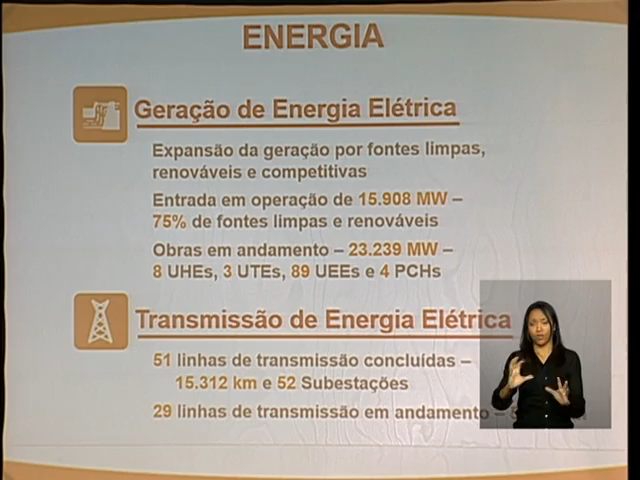 ENERGIA
Geração de Energia Elétrica
Expansão da geração por fontes limpas,
renováveis e competitivas
Entrada em operação de 15.908 MW –
75% de fontes limpas e renováveis
Obras em andamento – 23.239 MW –
8 UHEs, 3 UTEs, 89 UEEs e 4 PCHs
Transmissão de Energia Elétrica
51 linhas de transmissão concluídas –
15.312 km e 52 Subestações
29 linhas de transmissão em andamento –